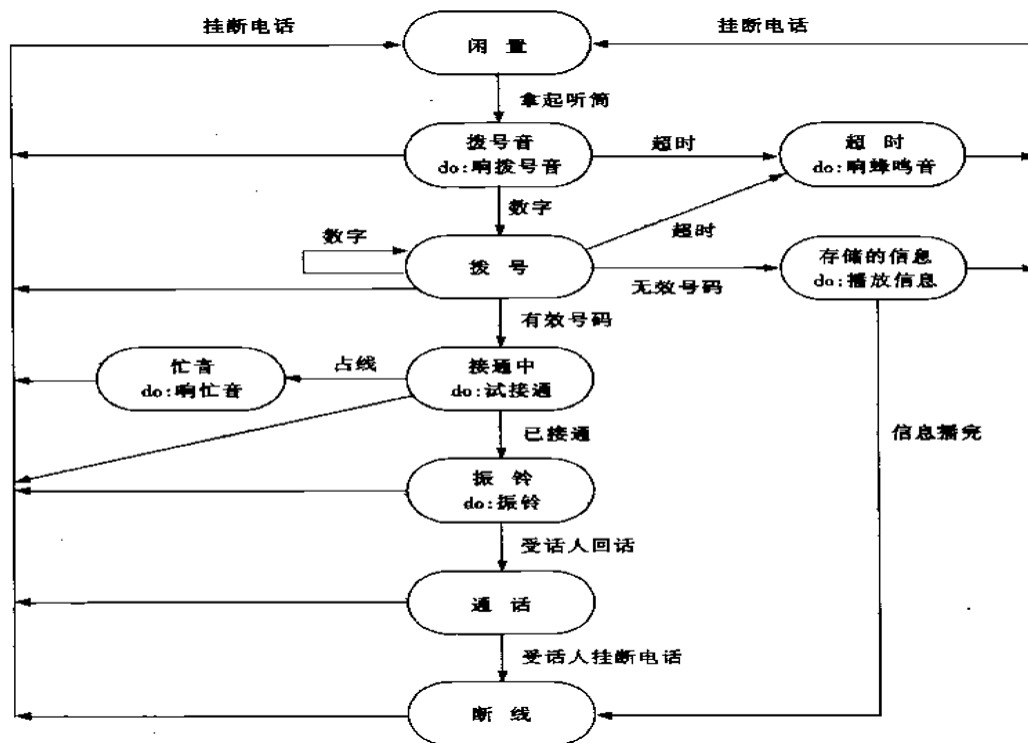 挂断电话
闲置
挂断电话
拿起听筒
拨号音
do:响拨号音
超时
超时
do:响蜂鸣音
数字
数字
超时
拨号
无效号码
存储的信息
do:播放信息
有效号码
忙音
do:响忙音
占线
接通中
do:试接通
已接通
信息播完
振铃
do:振铃
受话人回话
通话
受话人挂断电话
断线